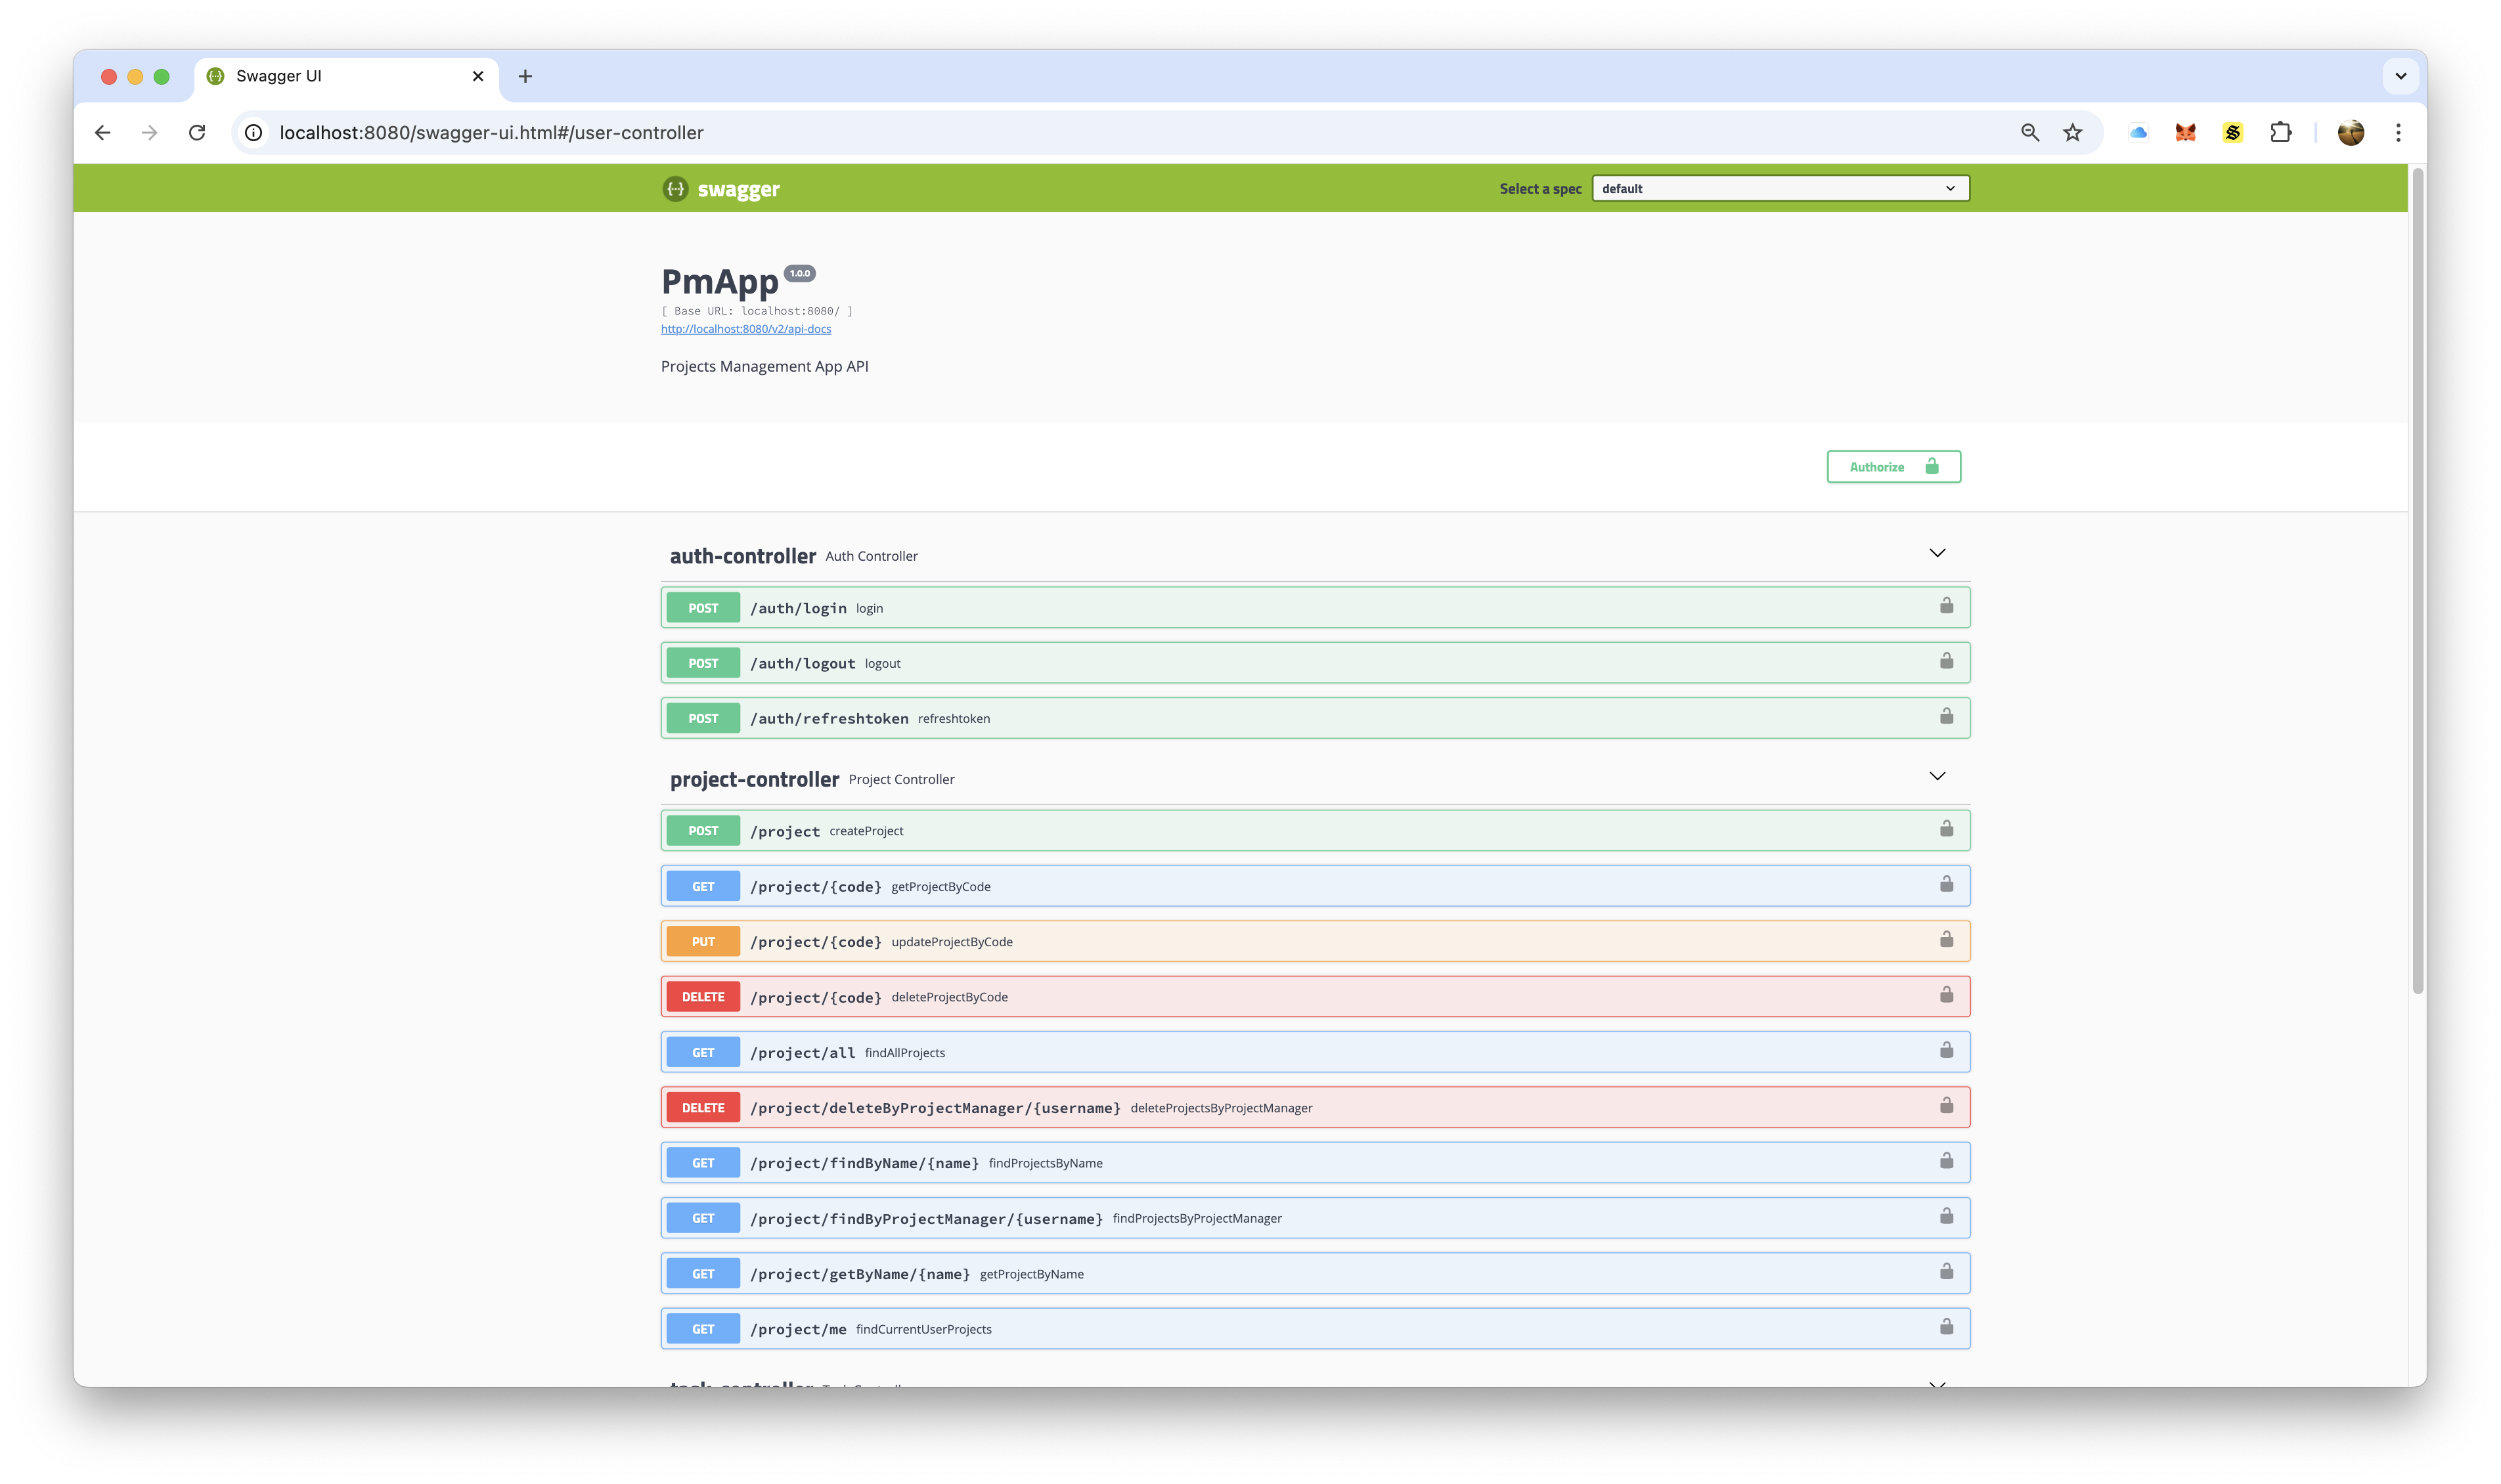 Swagger UI
localhost:8080/swagger-ui.html#/user-controller
swagger
Select a spec default
PmApp 1.0.0
[ Base URL: localhost:8080/ ]
http://localhost:8080/v2/api-docs
Projects Management App API
Authorize
auth-controller Auth Controller
POST /auth/login login
POST /auth/logout logout
POST /auth/refreshtoken refreshtoken
project-controller Project Controller
POST /project createProject
GET /project/{code} getProjectByCode
PUT /project/{code} updateProjectByCode
DELETE /project/{code} deleteProjectByCode
GET /project/all findAllProjects
DELETE /project/deleteByProjectManager/{username} deleteProjectsByProjectManager
GET /project/findByName/{name} findProjectsByName
GET /project/findByProjectManager/{username} findProjectsByProjectManager
GET /project/getByName/{name} getProjectByName
GET /project/me findCurrentUserProjects